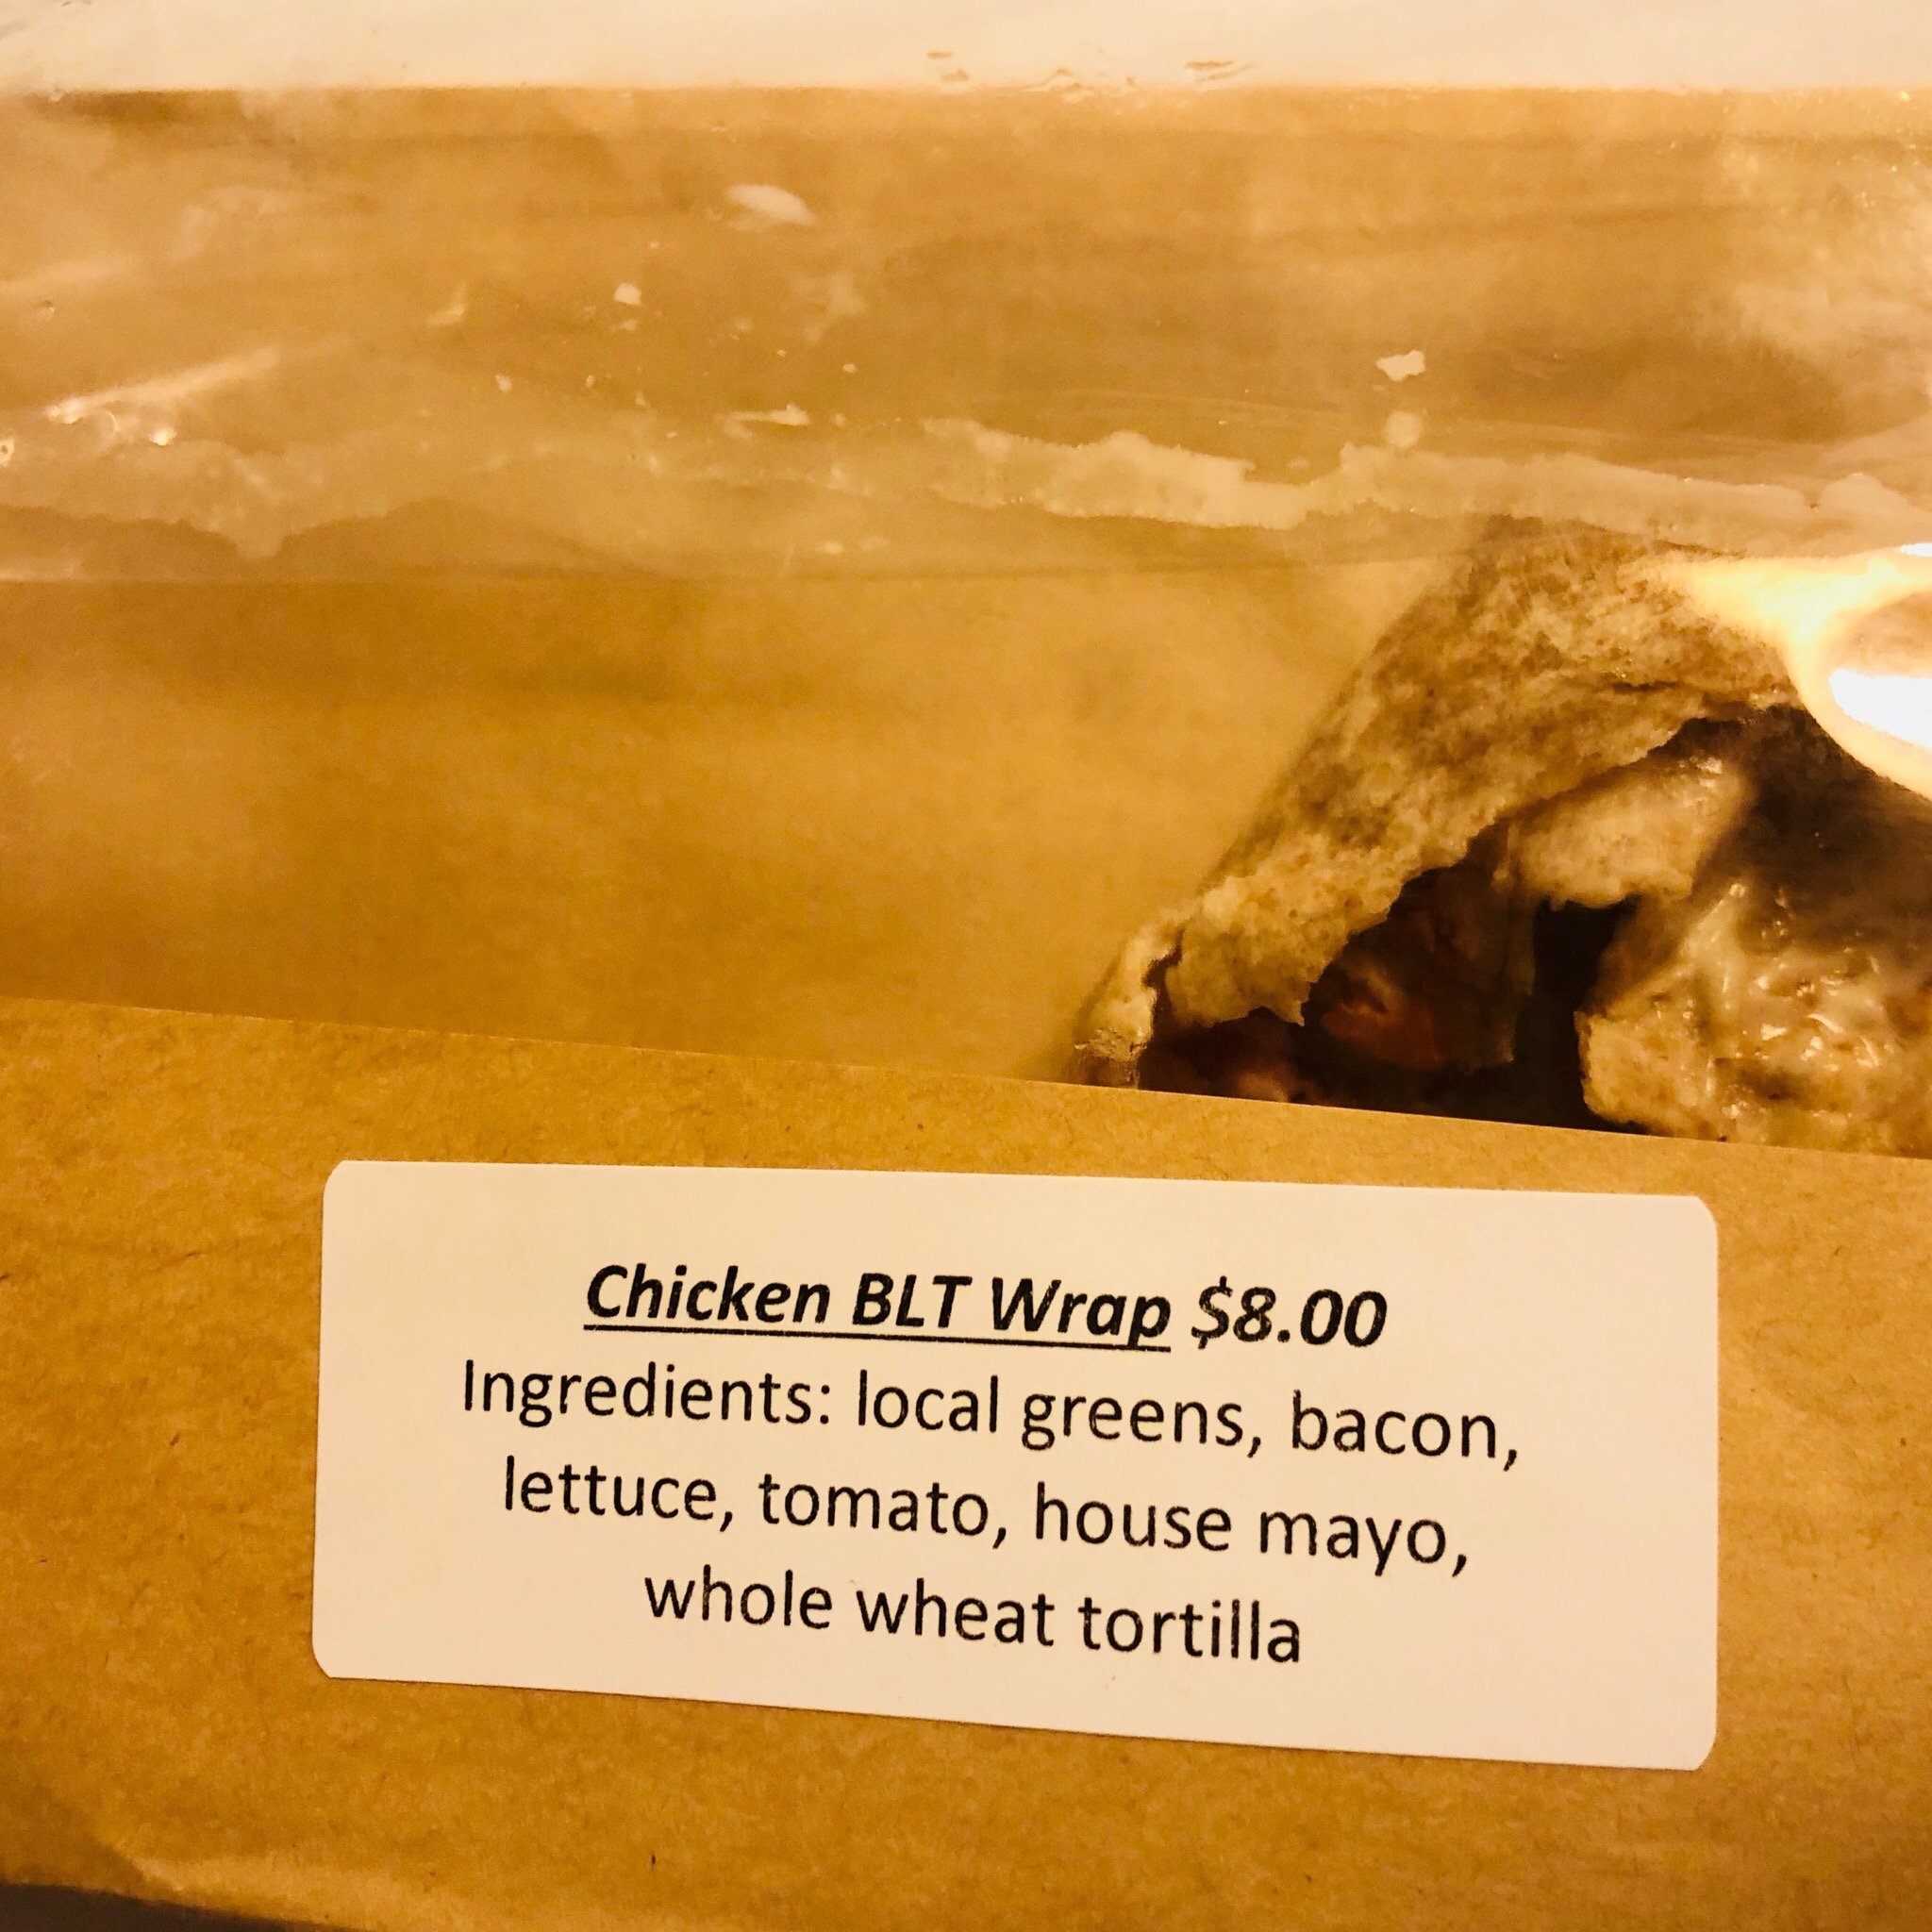 Chicken BLT Wrap $8.00
Ingredients: local greens, bacon,
lettuce, tomato, house mayo,
whole wheat tortilla